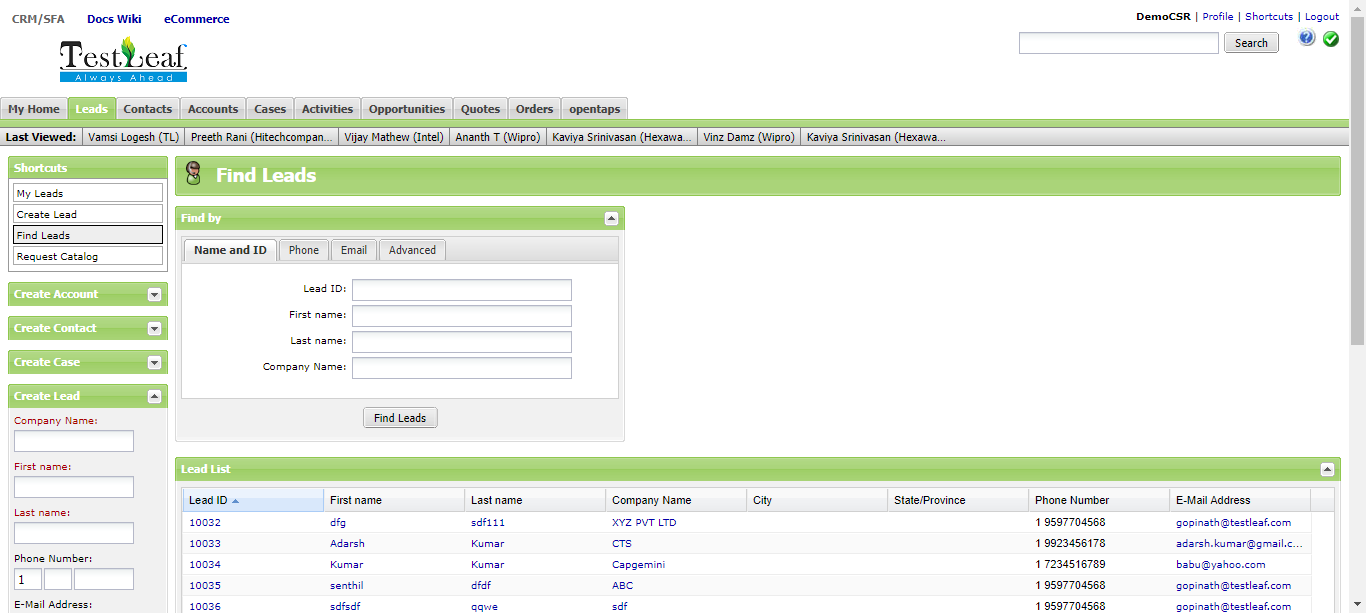 CRM/SFA Docs Wiki eCommerce
DemoCSR | Profile | Shortcuts | Logout
Search
TestLeaf
Always Ahead
My Home Leads Contacts Accounts Cases Activities Opportunities Quotes Orders opentaps
Last Viewed: Vamsi Logesh (TL) Preeth Rani (Hitechcompan... Vijay Mathew (Intel) Ananth T (Wipro) Kaviya Srinivasan (Hexawa... Vinz Damz (Wipro) Kaviya Srinivasan (Hexawa...
Shortcuts
My Leads
Create Lead
Find Leads
Request Catalog
Create Account
Create Contact
Create Case
Create Lead
Company Name:
First name:
Last name:
Phone Number:
1
E-Mail Address:
Find Leads
Find by
Name and ID Phone Email Advanced
Lead ID:
First name:
Last name:
Company Name:
Find Leads
Lead List
Lead ID First name Last name Company Name City State/Province Phone Number E-Mail Address
10032 dfg sdf111 XYZ PVT LTD 1 9597704568 gopinath@testleaf.com
10033 Adarsh Kumar CTS 1 9923456178 adarsh.kumar@gmail.c...
10034 Kumar Kumar Capgemini 1 7234516789 babu@yahoo.com
10035 senthil dfdf ABC 1 9597704568 gopinath@testleaf.com
10036 sdfsdf qqwe sdf 1 9597704568 gopinath@testleaf.com